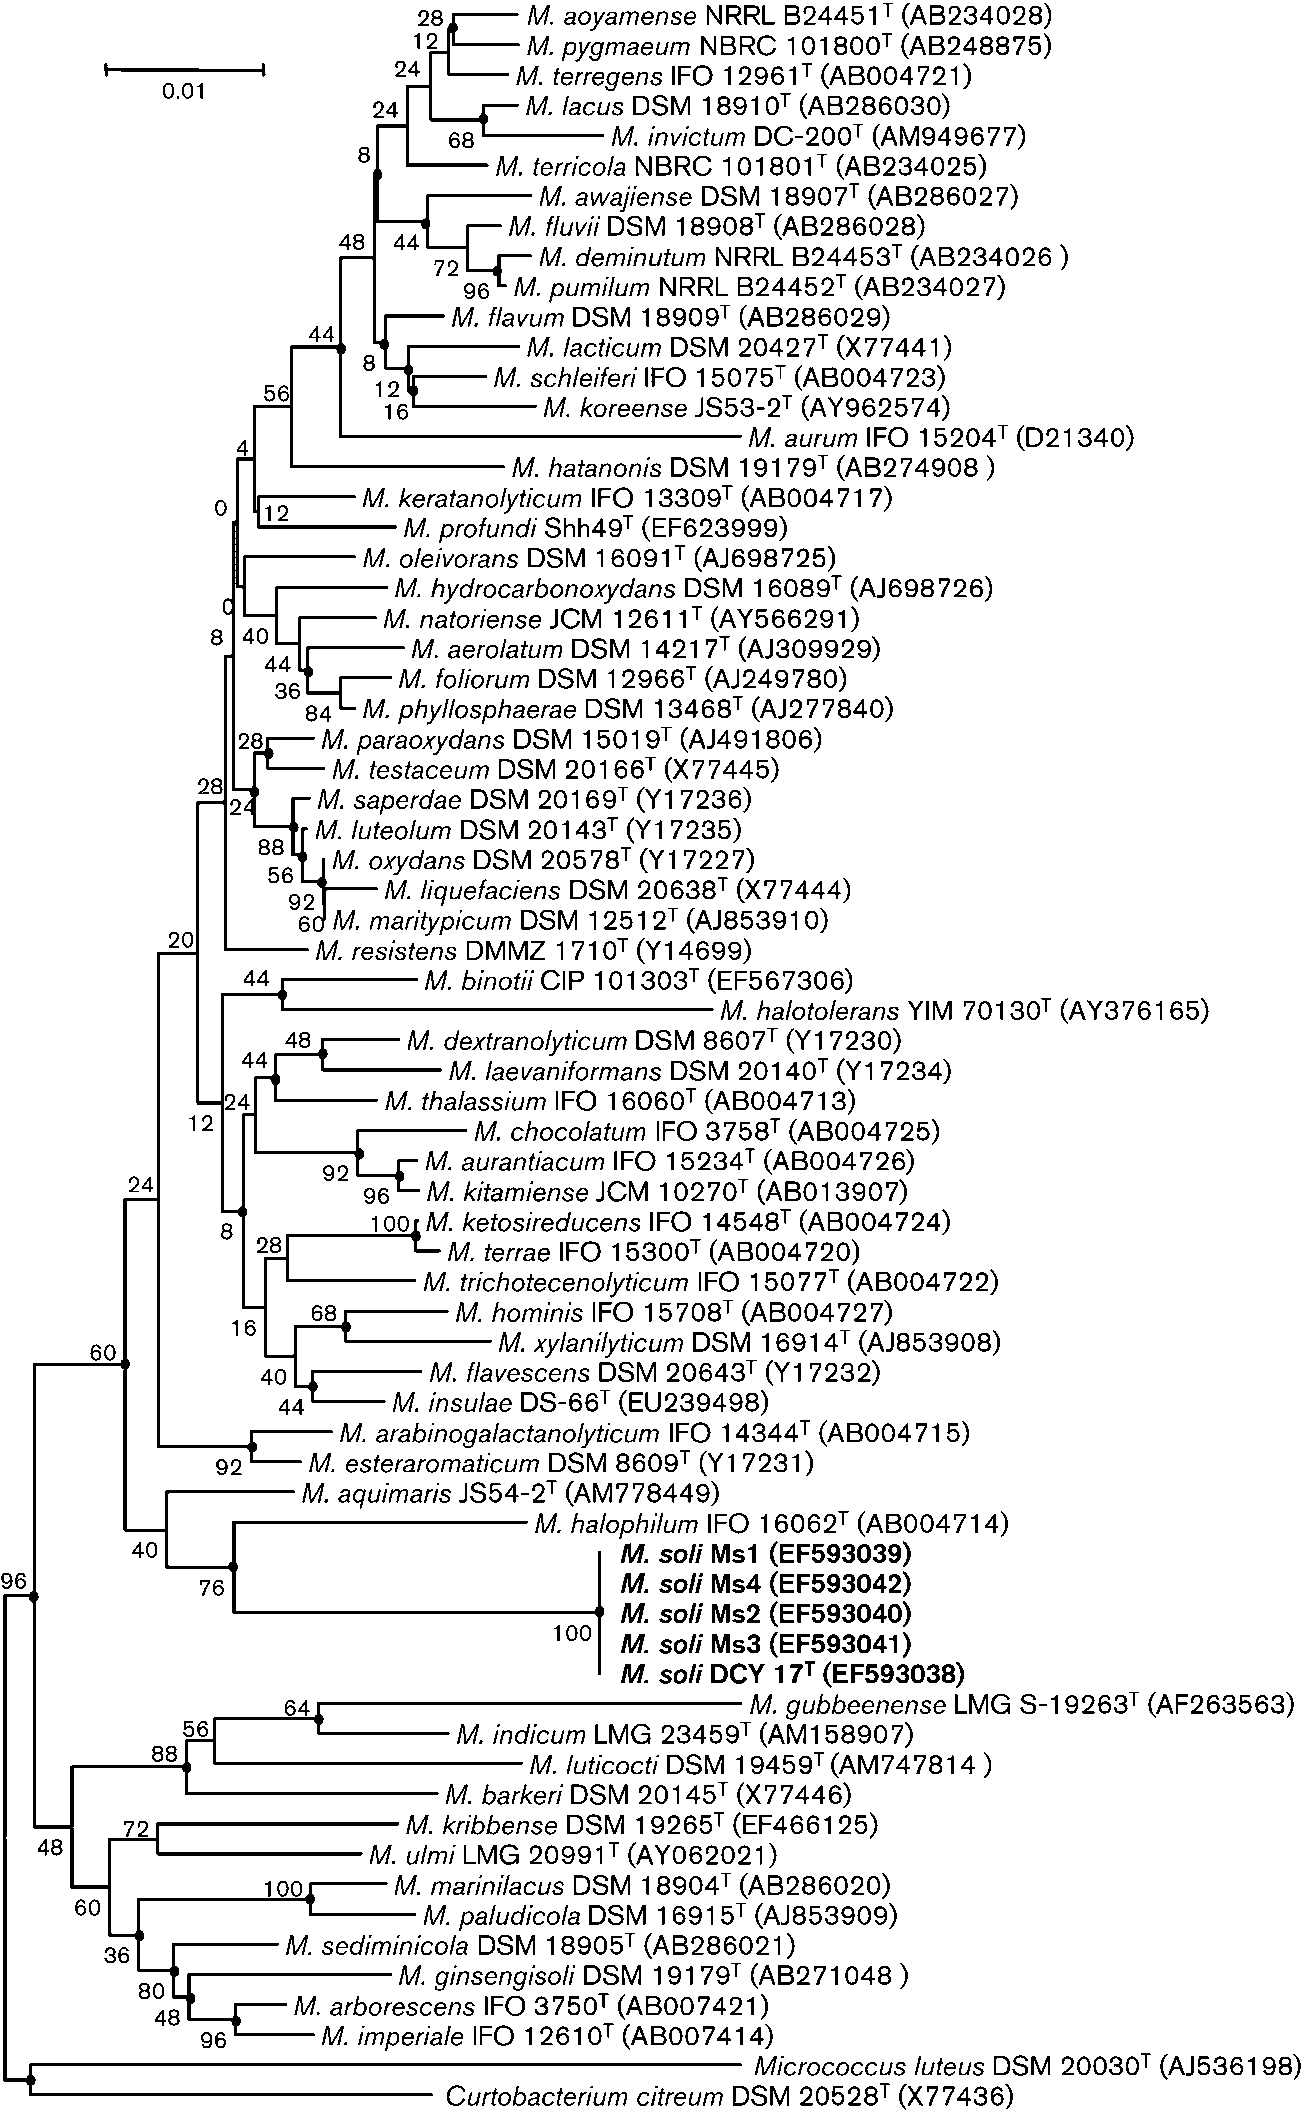 28 M. aoyamense NRRL B24451T (AB234028)
12 M. pygmaeum NBRC 101800T (AB248875)
24 M. terregens IFO 12961T (AB004721)
0.01
24 M. lacus DSM 18910T (AB286030)
68 M. invictum DC-200T (AM949677)
8 M. terricola NBRC 101801T (AB234025)
M. awajiense DSM 18907T (AB286027)
M. fluvii DSM 18908T (AB286028)
48 44
72 M. deminutum NRRL B24453T (AB234026 )
96 M. pumilum NRRL B24452T (AB234027)
M. flavum DSM 18909T (AB286029)
44 M. lacticum DSM 20427T (X77441)
8 M. schleiferi IFO 15075T (AB004723)
12
56 16 M. koreense JS53-2T (AY962574)
M. aurum IFO 15204T (D21340)
4 M. hatanonis DSM 19179T (AB274908 )
M. keratanolyticum IFO 13309T (AB004717)
0 12
M. profundi Shh49T (EF623999)
M. oleivorans DSM 16091T (AJ698725)
M. hydrocarbonoxydans DSM 16089T (AJ698726)
0 M. natoriense JCM 12611T (AY566291)
8 40 M. aerolatum DSM 14217T (AJ309929)
44 M. foliorum DSM 12966T (AJ249780)
36
84 M. phyllosphaerae DSM 13468T (AJ277840)
28 M. paraoxydans DSM 15019T (AJ491806)
M. testaceum DSM 20166T (X77445)
28 M. saperdae DSM 20169T (Y17236)
24 M. luteolum DSM 20143T (Y17235)
88 M. oxydans DSM 20578T (Y17227)
56 M. liquefaciens DSM 20638T (X77444)
92
60 M. maritypicum DSM 12512T (AJ853910)
20 M. resistens DMMZ 1710T (Y14699)
44 M. binotii CIP 101303T (EF567306)
M. halotolerans YIM 70130T (AY376165)
48 M. dextranolyticum DSM 8607T (Y17230)
44 M. laevaniformans DSM 20140T (Y17234)
24 M. thalassium IFO 16060T (AB004713)
12 M. chocolatum IFO 3758T (AB004725)
92 M. aurantiacum IFO 15234T (AB004726)
24 96 M. kitamiense JCM 10270T (AB013907)
8 100 M. ketosireducens IFO 14548T (AB004724)
28 M. terrae IFO 15300T (AB004720)
M. trichotecenolyticum IFO 15077T (AB004722)
68 M. hominis IFO 15708T (AB004727)
16 M. xylanilyticum DSM 16914T (AJ853908)
60 40 M. flavescens DSM 20643T (Y17232)
44 M. insulae DS-66T (EU239498)
M. arabinogalactanolyticum IFO 14344T (AB004715)
92 M. esteraromaticum DSM 8609T (Y17231)
M. aquimaris JS54-2T (AM778449)
M. halophilum IFO 16062T (AB004714)
40 M. soli Ms1 (EF593039)
96 76 M. soli Ms4 (EF593042)
M. soli Ms2 (EF593040)
100 M. soli Ms3 (EF593041)
M. soli DCY 17T (EF593038)
64 M. gubbeenense LMG S-19263T (AF263563)
56 M. indicum LMG 23459T (AM158907)
88 M. luticocti DSM 19459T (AM747814 )
M. barkeri DSM 20145T (X77446)
72 M. kribbense DSM 19265T (EF466125)
48 M. ulmi LMG 20991T (AY062021)
100 M. marinilacus DSM 18904T (AB286020)
60 M. paludicola DSM 16915T (AJ853909)
36 M. sediminicola DSM 18905T (AB286021)
80 M. ginsengisoli DSM 19179T (AB271048 )
48 M. arborescens IFO 3750T (AB007421)
96 M. imperiale IFO 12610T (AB007414)
Micrococcus luteus DSM 20030T (AJ536198)
Curtobacterium citreum DSM 20528T (X77436)